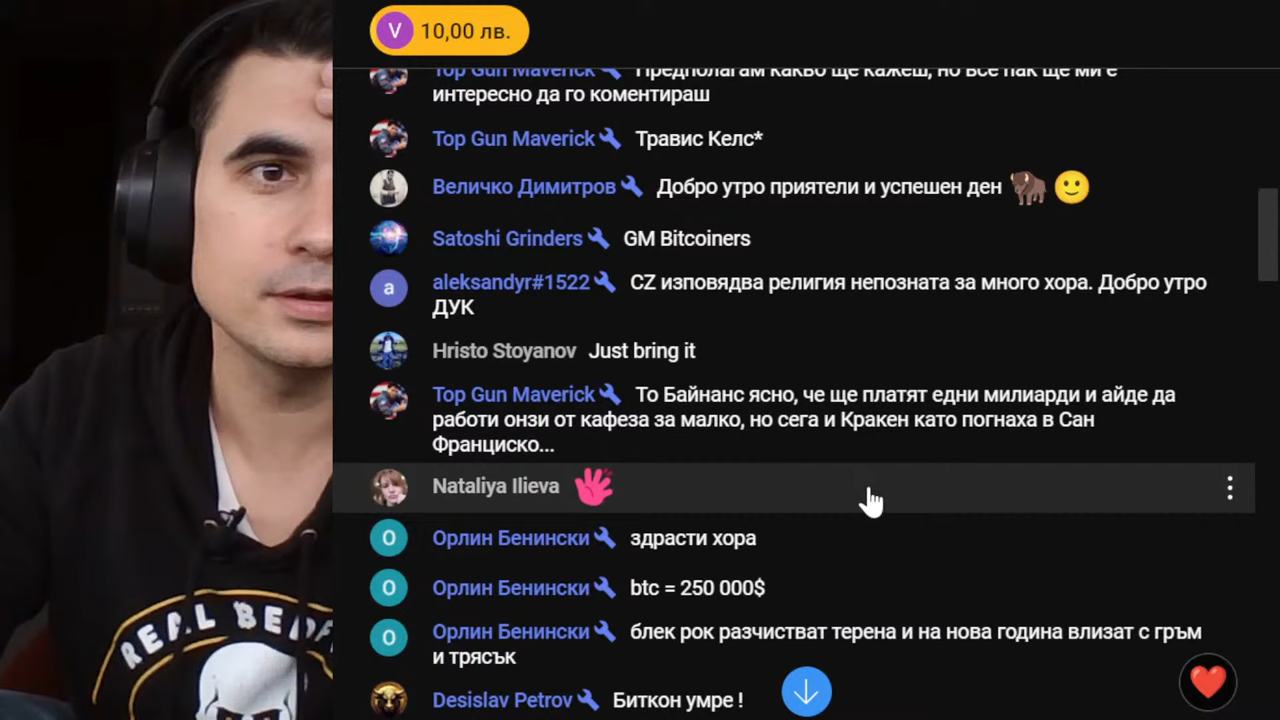 V 10,00 лв.
Top Gun Maverick Предполагам какво ще кажеш, но все пак ще ми е
интересно да го коментираш
Top Gun Maverick Травис Келс*
Величко Димитров Добро утро приятели и успешен ден
Satoshi Grinders GM Bitcoiners
a aleksandyr#1522 CZ изповядва религия непозната за много хора. Добро утро
ДУК
Hristo Stoyanov Just bring it
Top Gun Maverick То Байнанс ясно, че ще платят едни милиарди и айде да
работи онзи от кафеза за малко, но сега и Кракен като погнаха в Сан
Франциско...
Nataliya Ilieva
O Орлин Бенински здрасти хора
O Орлин Бенински btc = 250 000$
O Орлин Бенински блек рок разчистват терена и на нова година влизат с гръм
и трясък
Desislav Petrov Биткон умре !
REAL